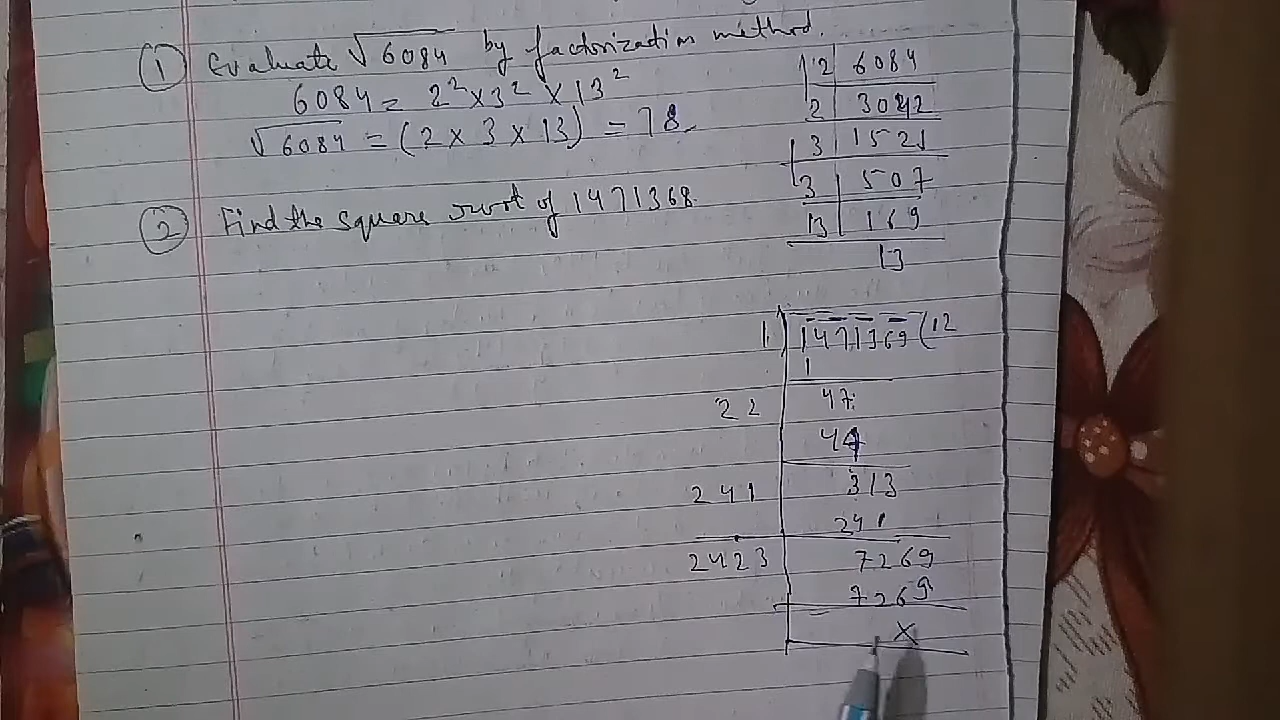 ① Evaluate √6084 by factorization method.
6084 = 2² × 3² × 13²
√6084 = (2 × 3 × 13) = 78
② Find the square root of 1471368.
2 | 6084
2 | 3042
3 | 1521
3 | 507
13 | 169
13
1 ) 1471369 ( 12
1
22 47
44
241 313
241
2423 7269
7269
x